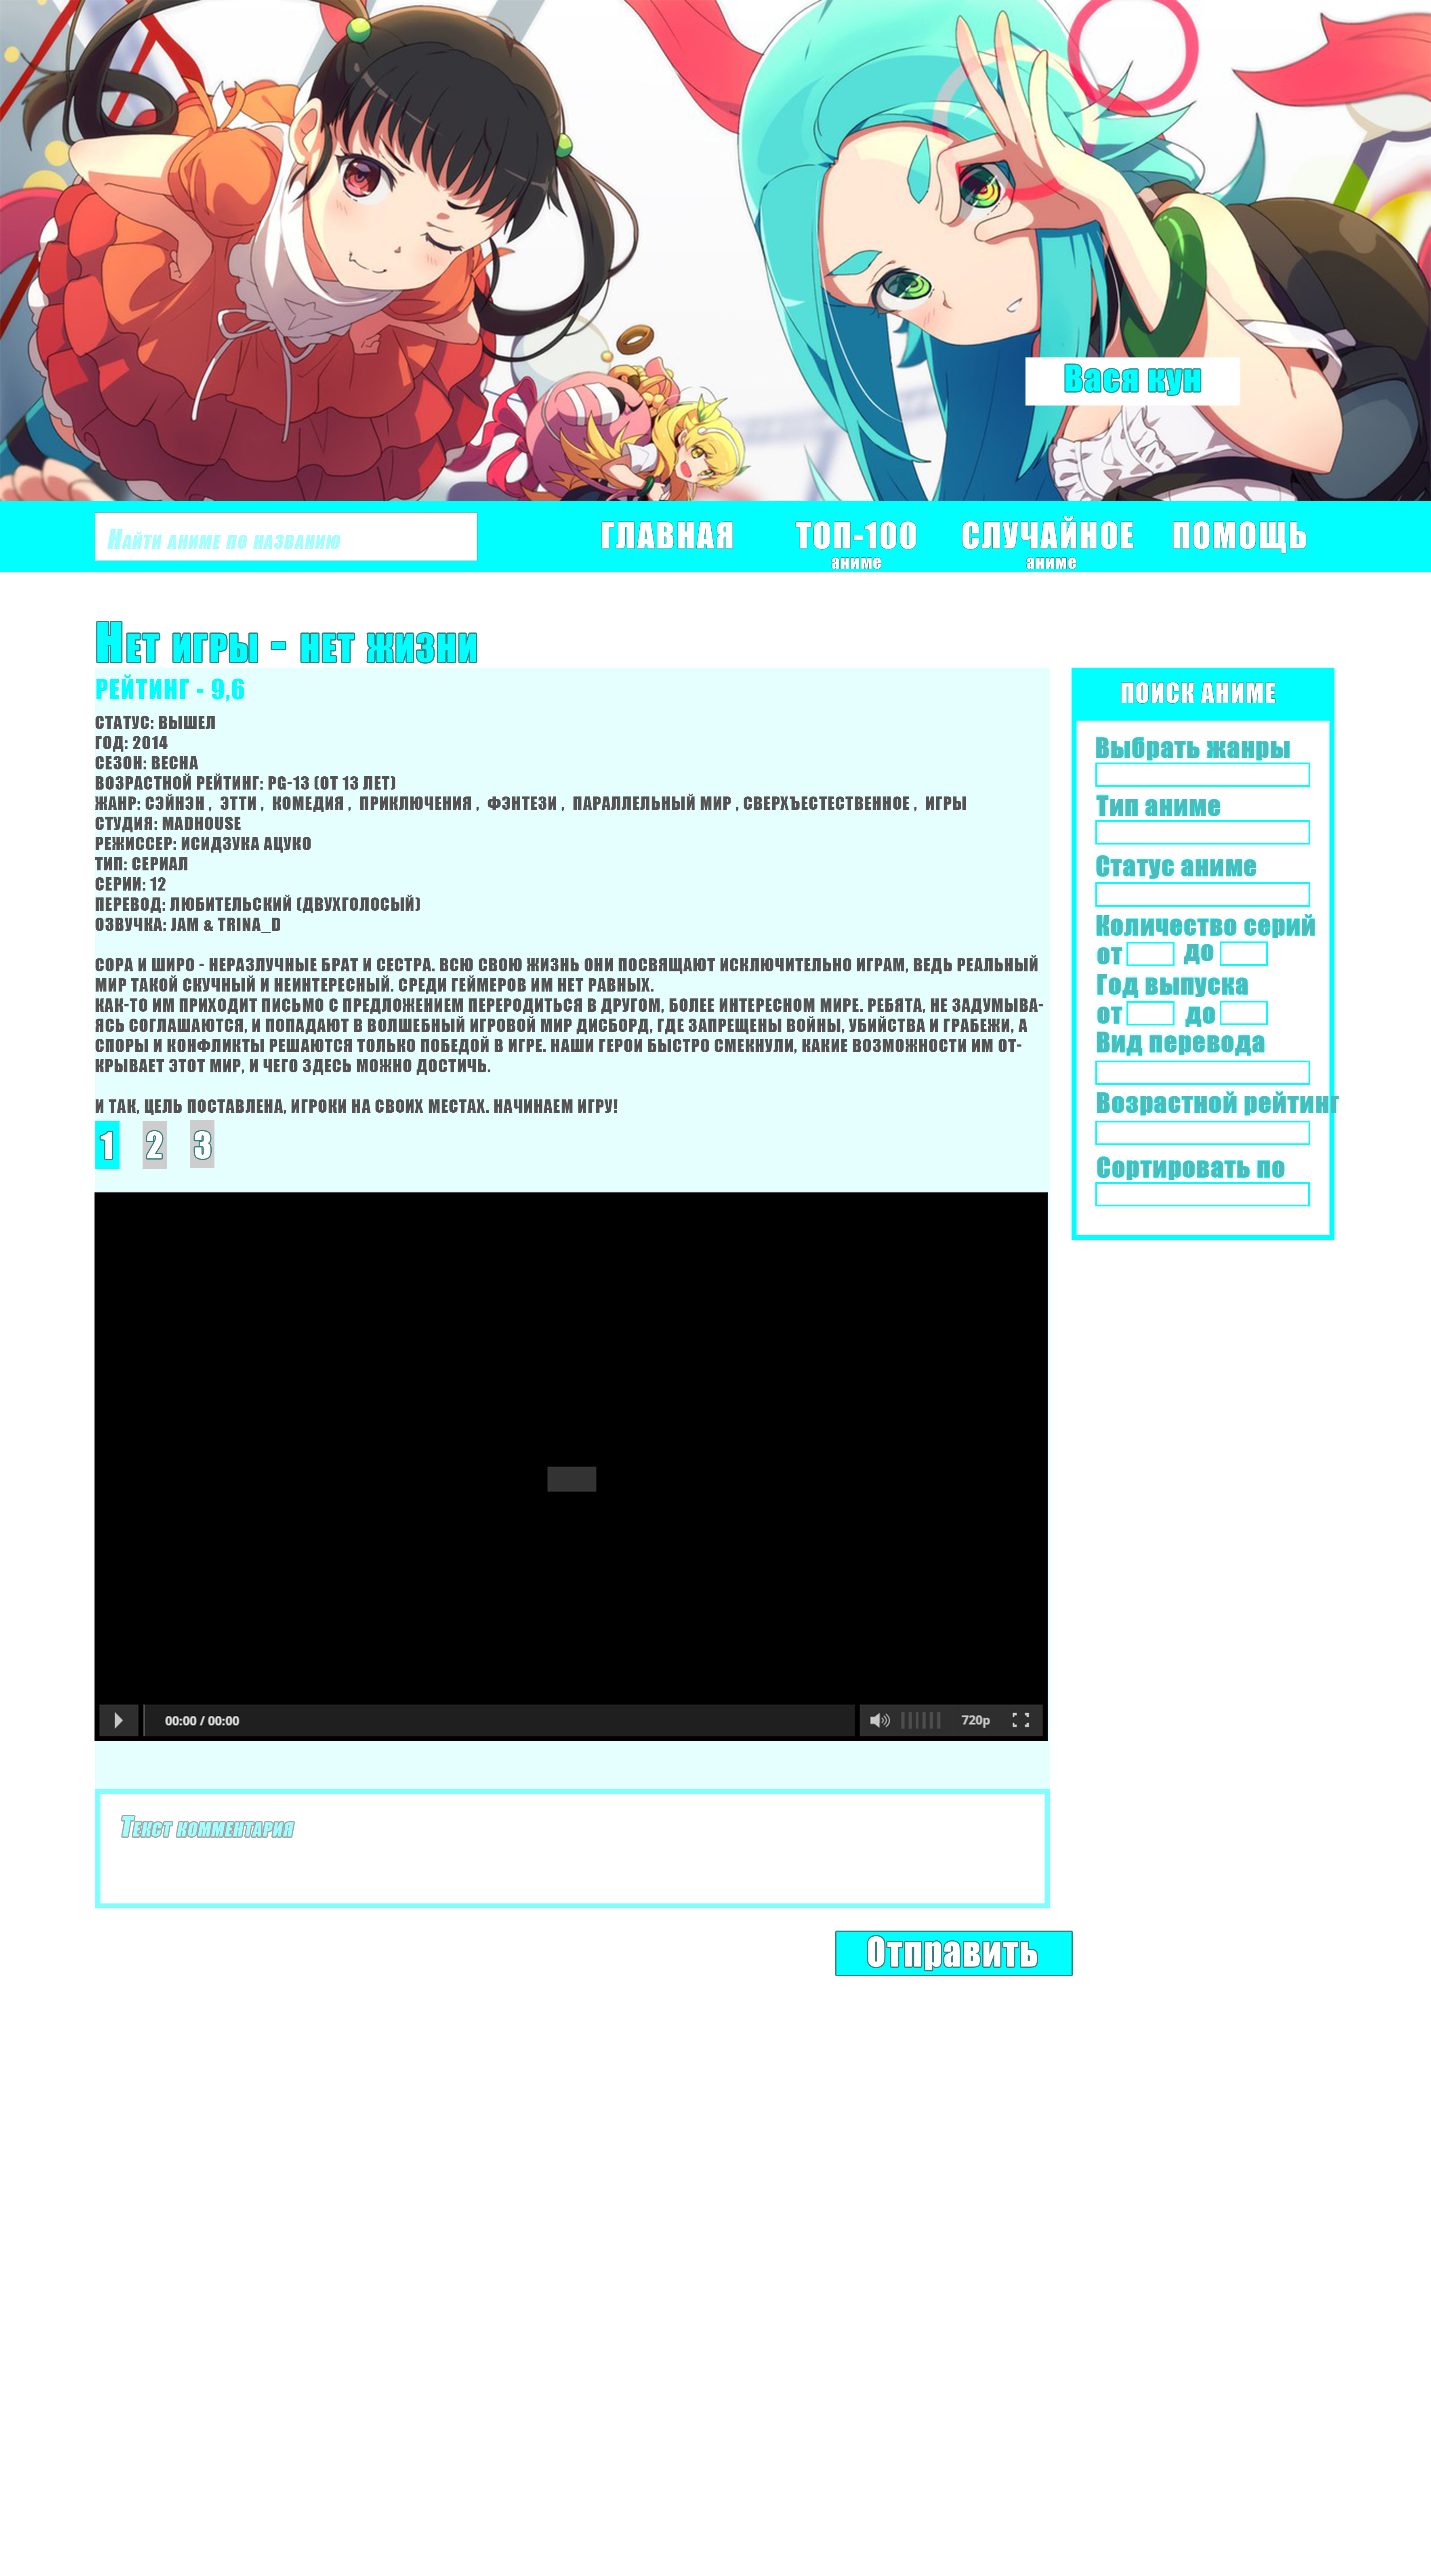 Вася кун
Найти аниме по названию
ГЛАВНАЯ
ТОП-100
аниме
СЛУЧАЙНОЕ
аниме
ПОМОЩЬ
Нет игры - нет жизни
РЕЙТИНГ - 9,6
СТАТУС: ВЫШЕЛ
ГОД: 2014
СЕЗОН: ВЕСНА
ВОЗРАСТНОЙ РЕЙТИНГ: PG-13 (ОТ 13 ЛЕТ)
ЖАНР: СЭЙНЭН , ЭТТИ , КОМЕДИЯ , ПРИКЛЮЧЕНИЯ , ФЭНТЕЗИ , ПАРАЛЛЕЛЬНЫЙ МИР , СВЕРХЪЕСТЕСТВЕННОЕ , ИГРЫ
СТУДИЯ: MADHOUSE
РЕЖИССЕР: ИСИДЗУКА АЦУКО
ТИП: СЕРИАЛ
СЕРИИ: 12
ПЕРЕВОД: ЛЮБИТЕЛЬСКИЙ (ДВУХГОЛОСЫЙ)
ОЗВУЧКА: JAM & TRINA_D
СОРА И ШИРО - НЕРАЗЛУЧНЫЕ БРАТ И СЕСТРА. ВСЮ СВОЮ ЖИЗНЬ ОНИ ПОСВЯЩАЮТ ИСКЛЮЧИТЕЛЬНО ИГРАМ, ВЕДЬ РЕАЛЬНЫЙ
МИР ТАКОЙ СКУЧНЫЙ И НЕИНТЕРЕСНЫЙ. СРЕДИ ГЕЙМЕРОВ ИМ НЕТ РАВНЫХ.
КАК-ТО ИМ ПРИХОДИТ ПИСЬМО С ПРЕДЛОЖЕНИЕМ ПЕРЕРОДИТЬСЯ В ДРУГОМ, БОЛЕЕ ИНТЕРЕСНОМ МИРЕ. РЕБЯТА, НЕ ЗАДУМЫВА-
ЯСЬ СОГЛАШАЮТСЯ, И ПОПАДАЮТ В ВОЛШЕБНЫЙ ИГРОВОЙ МИР ДИСБОРД, ГДЕ ЗАПРЕЩЕНЫ ВОЙНЫ, УБИЙСТВА И ГРАБЕЖИ, А
СПОРЫ И КОНФЛИКТЫ РЕШАЮТСЯ ТОЛЬКО ПОБЕДОЙ В ИГРЕ. НАШИ ГЕРОИ БЫСТРО СМЕКНУЛИ, КАКИЕ ВОЗМОЖНОСТИ ИМ ОТ-
КРЫВАЕТ ЭТОТ МИР, И ЧЕГО ЗДЕСЬ МОЖНО ДОСТИЧЬ.
И ТАК, ЦЕЛЬ ПОСТАВЛЕНА, ИГРОКИ НА СВОИХ МЕСТАХ. НАЧИНАЕМ ИГРУ!
1 2 3
00:00 / 00:00
720p
Текст комментария
Отправить
ПОИСК АНИМЕ
Выбрать жанры
Тип аниме
Статус аниме
Количество серий
от до
Год выпуска
от до
Вид перевода
Возрастной рейтинг
Сортировать по